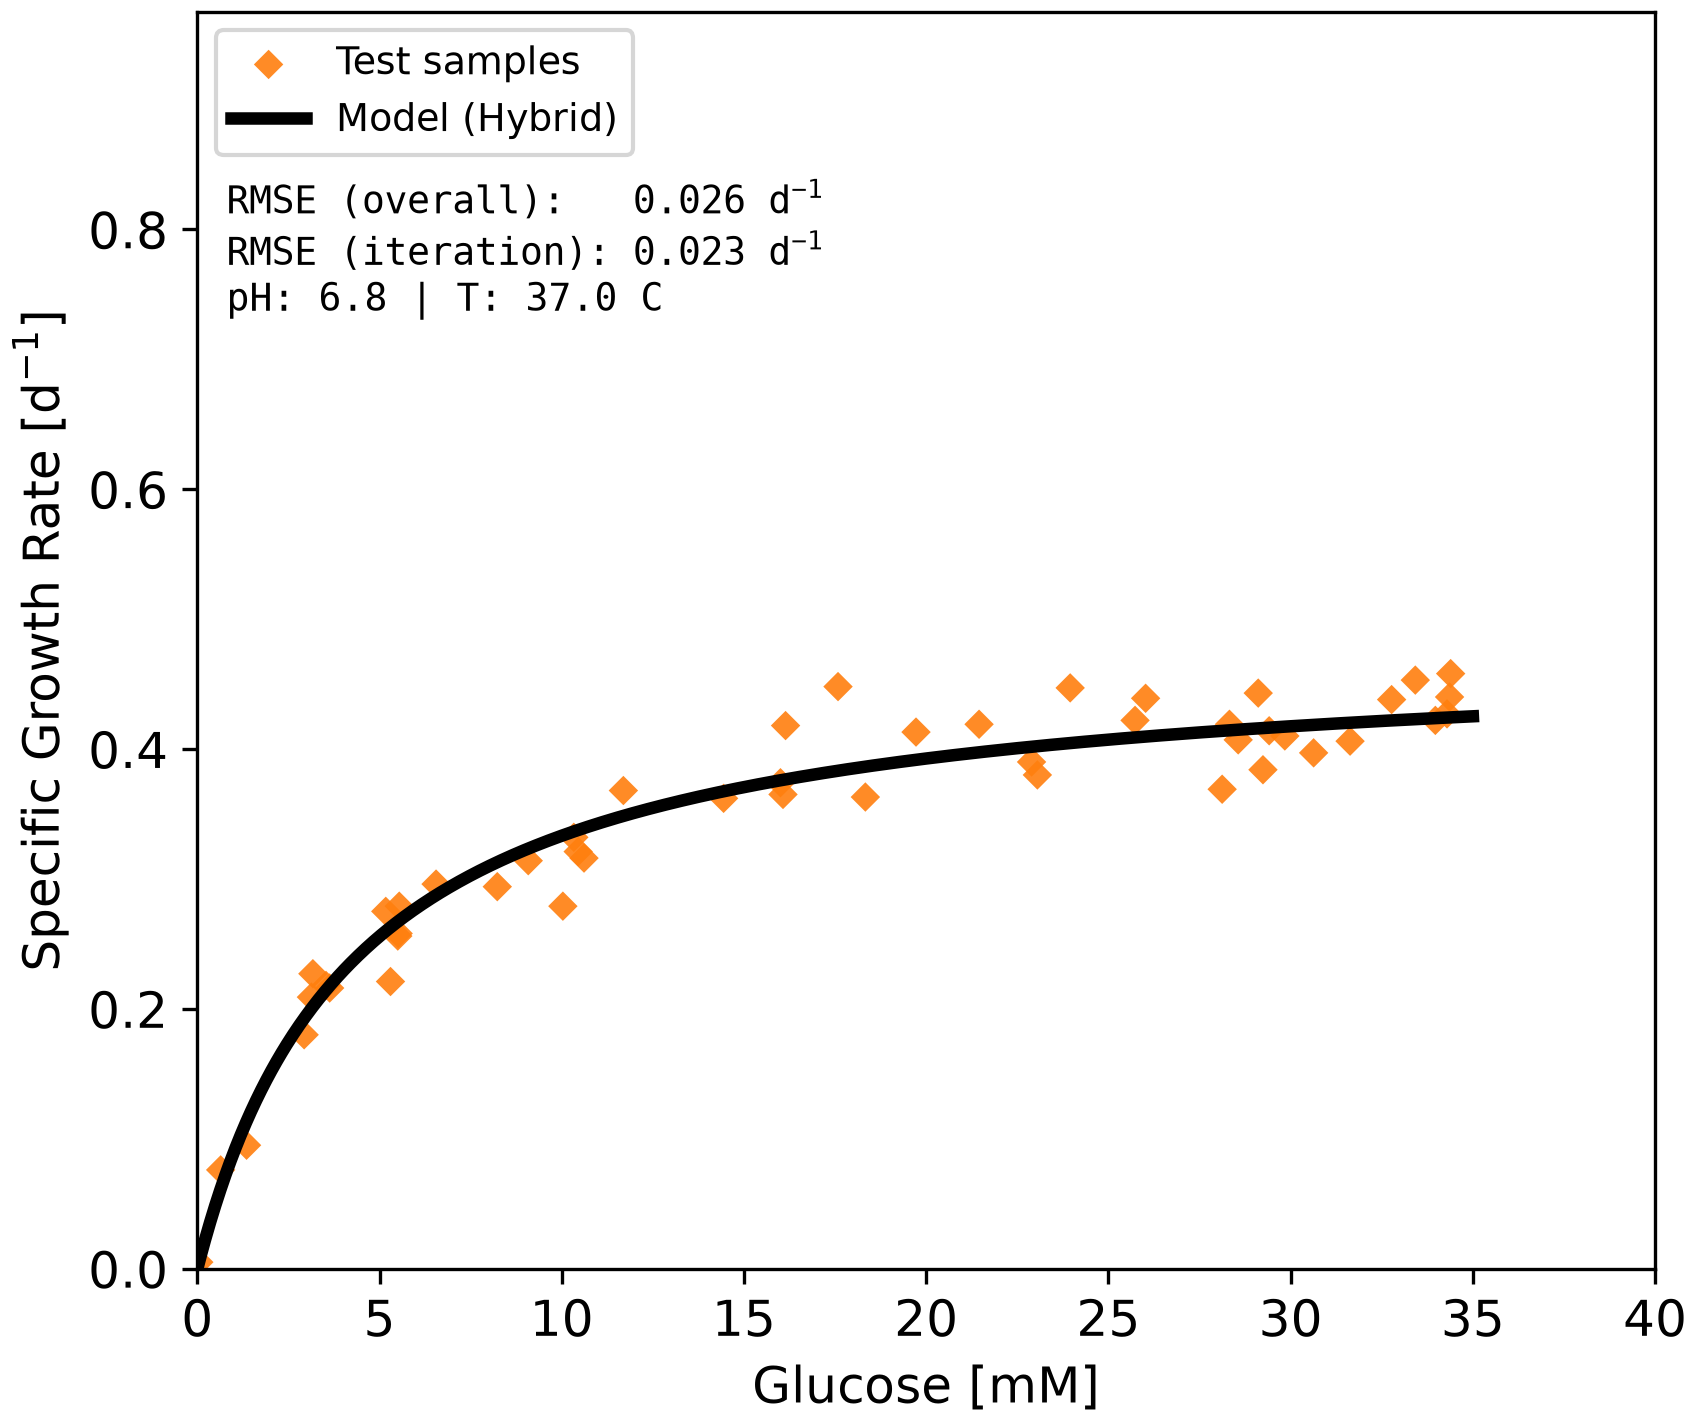 Test samples
Model (Hybrid)
RMSE (overall):   0.026 d⁻¹
RMSE (iteration): 0.023 d⁻¹
pH: 6.8 | T: 37.0 C
Specific Growth Rate [d⁻¹]
0.8
0.6
0.4
0.2
0.0
0 5 10 15 20 25 30 35 40
Glucose [mM]